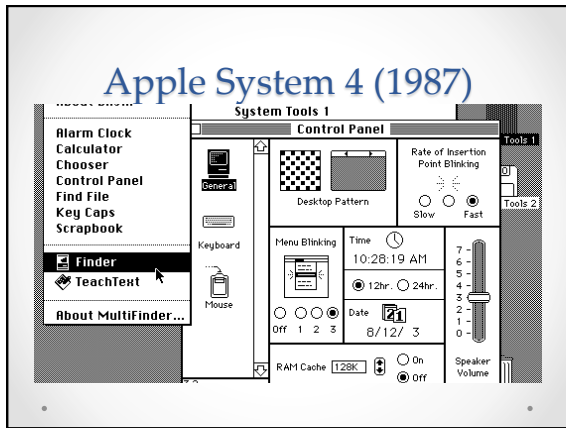 Apple System 4 (1987)
System Tools 1
Alarm Clock
Calculator
Chooser
Control Panel
Find File
Key Caps
Scrapbook
Finder
TeachText
About MultiFinder...
Control Panel
General
Keyboard
Mouse
Desktop Pattern
Rate of Insertion
Point Blinking
Slow
Fast
Menu Blinking
Off 1 2 3
Time
10:28:19 AM
12hr.
24hr.
Date
21
8/12/ 3
7
6
5
4
3
2
1
0
Speaker
Volume
RAM Cache
128K
On
Off
Tools 1
Tools 2